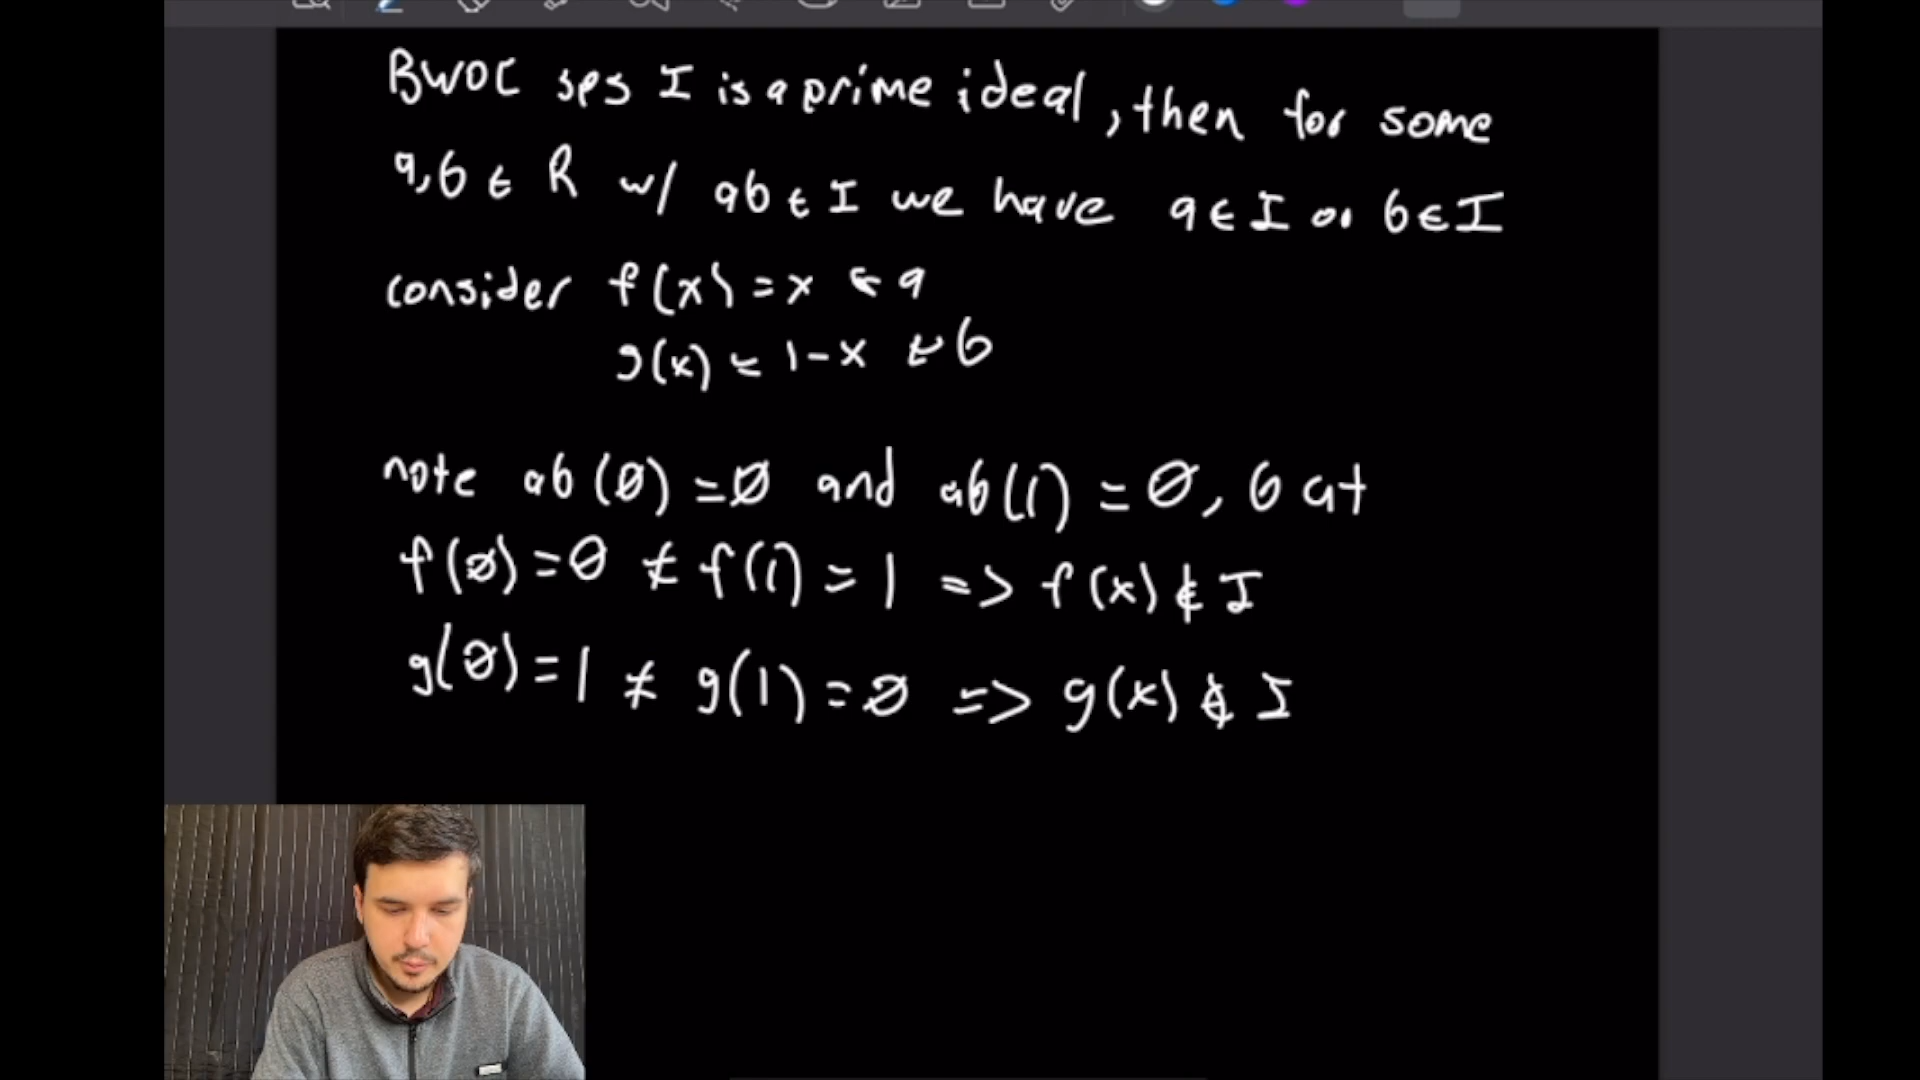 BWOC sps I is a prime ideal, then for some
a,b ∈ R w/ ab ∈ I we have a ∈ I or b ∈ I
consider f(x) = x ← a
g(x) = 1-x ← b
note ab(0) = 0 and ab(1) = 0, but
f(0) = 0 ≠ f(1) = 1 => f(x) ∉ I
g(0) = 1 ≠ g(1) = 0 => g(x) ∉ I